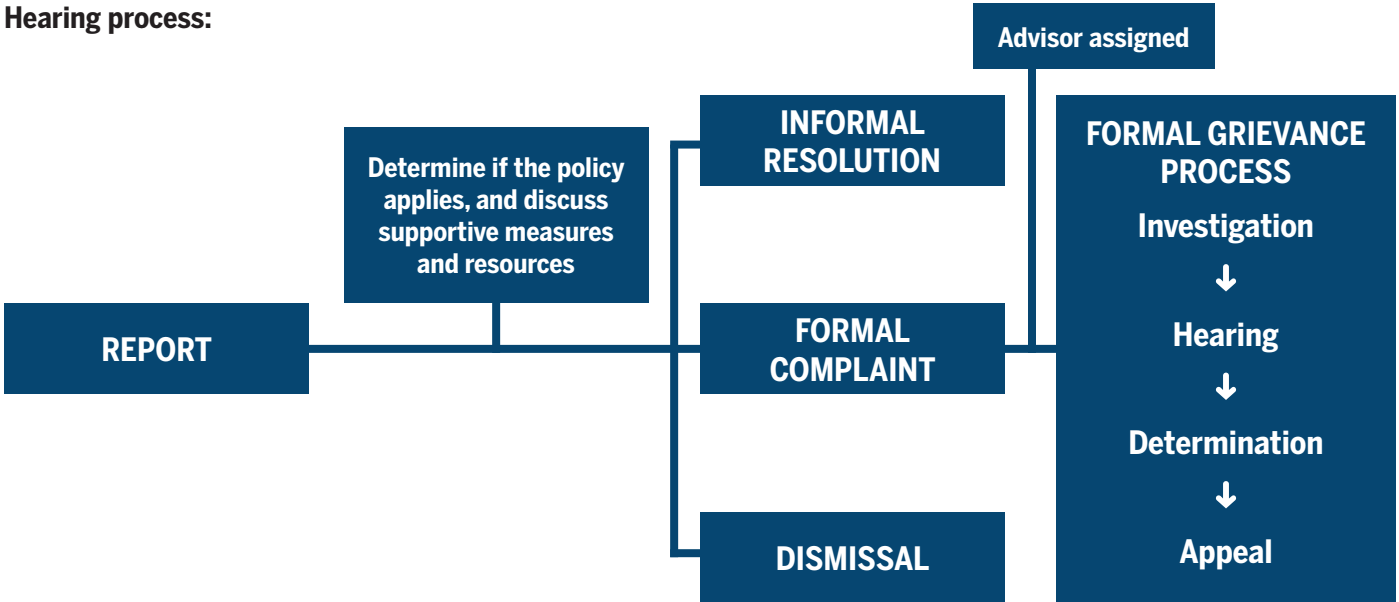 Hearing process:
Advisor assigned
REPORT
Determine if the policy
applies, and discuss
supportive measures
and resources
INFORMAL
RESOLUTION
FORMAL
COMPLAINT
DISMISSAL
FORMAL GRIEVANCE
PROCESS
Investigation
↓
Hearing
↓
Determination
↓
Appeal